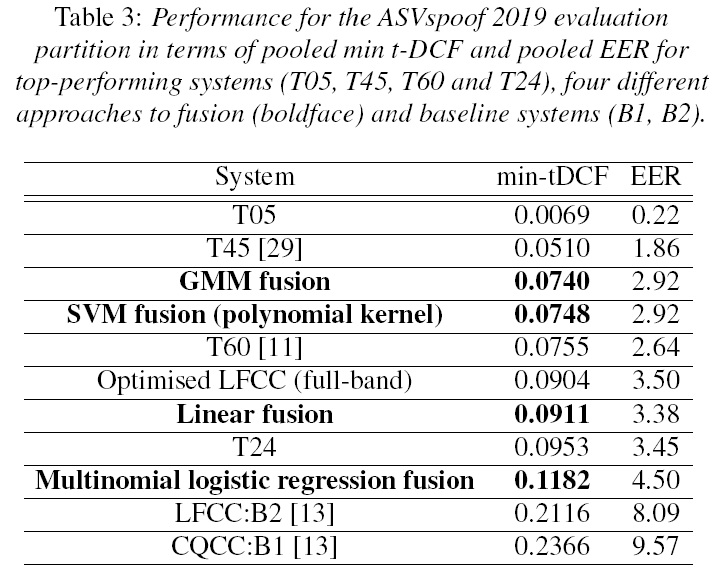 Table 3: Performance for the ASVspoof 2019 evaluation
partition in terms of pooled min t-DCF and pooled EER for
top-performing systems (T05, T45, T60 and T24), four different
approaches to fusion (boldface) and baseline systems (B1, B2).
System min-tDCF EER
T05 0.0069 0.22
T45 [29] 0.0510 1.86
GMM fusion 0.0740 2.92
SVM fusion (polynomial kernel) 0.0748 2.92
T60 [11] 0.0755 2.64
Optimised LFCC (full-band) 0.0904 3.50
Linear fusion 0.0911 3.38
T24 0.0953 3.45
Multinomial logistic regression fusion 0.1182 4.50
LFCC:B2 [13] 0.2116 8.09
CQCC:B1 [13] 0.2366 9.57